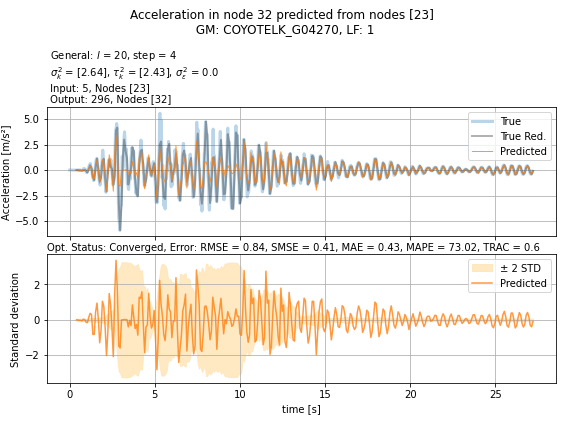 Acceleration in node 32 predicted from nodes [23]
GM: COYOTELK_G04270, LF: 1
General: l = 20, step = 4
σ²ₖ = [2.64], τ²ₖ = [2.43], σ²_ε = 0.0
Input: 5, Nodes [23]
Output: 296, Nodes [32]
Acceleration [m/s²]
5.0
2.5
0.0
−2.5
−5.0
True
True Red.
Predicted
Opt. Status: Converged, Error: RMSE = 0.84, SMSE = 0.41, MAE = 0.43, MAPE = 73.02, TRAC = 0.6
Standard deviation
2
0
−2
± 2 STD
Predicted
0
5
10
15
20
25
time [s]